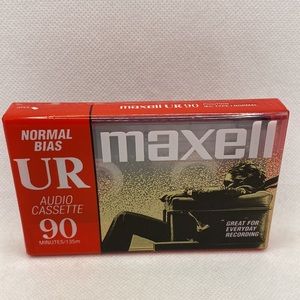 maxell UR 90
NORMAL
BIAS
UR
AUDIO
CASSETTE
90
MINUTES/135m
maxell
GREAT FOR
EVERYDAY
RECORDING